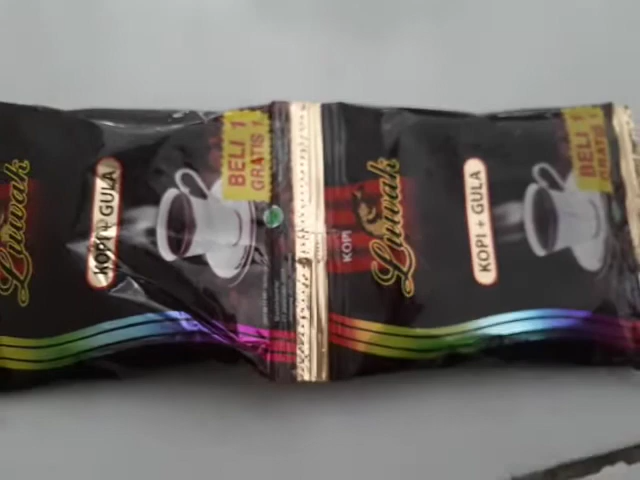 Luwak
KOPI + GULA
BELI 1
GRATIS 1
KOPI
Luwak
KOPI + GULA
BELI 1
GRATIS 1